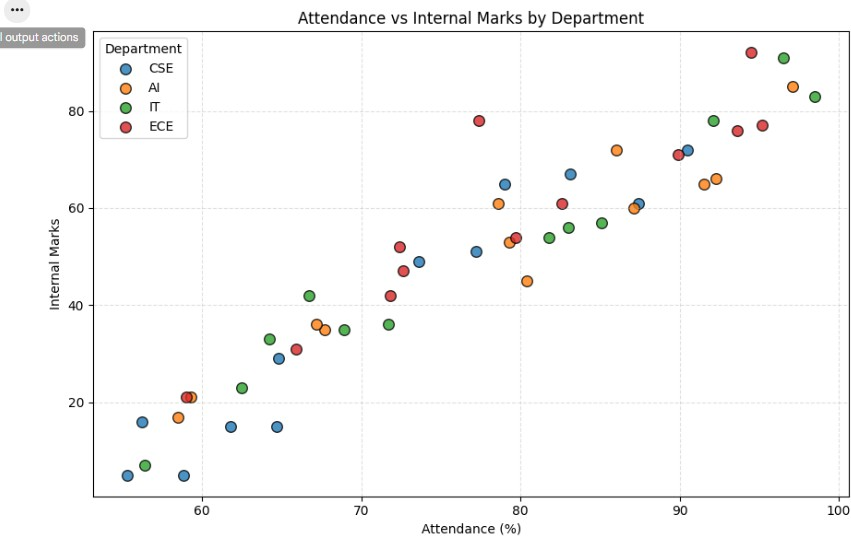 •••
l output actions
Attendance vs Internal Marks by Department
Department
CSE
AI
IT
ECE
80
60
40
20
Internal Marks
60 70 80 90 100
Attendance (%)